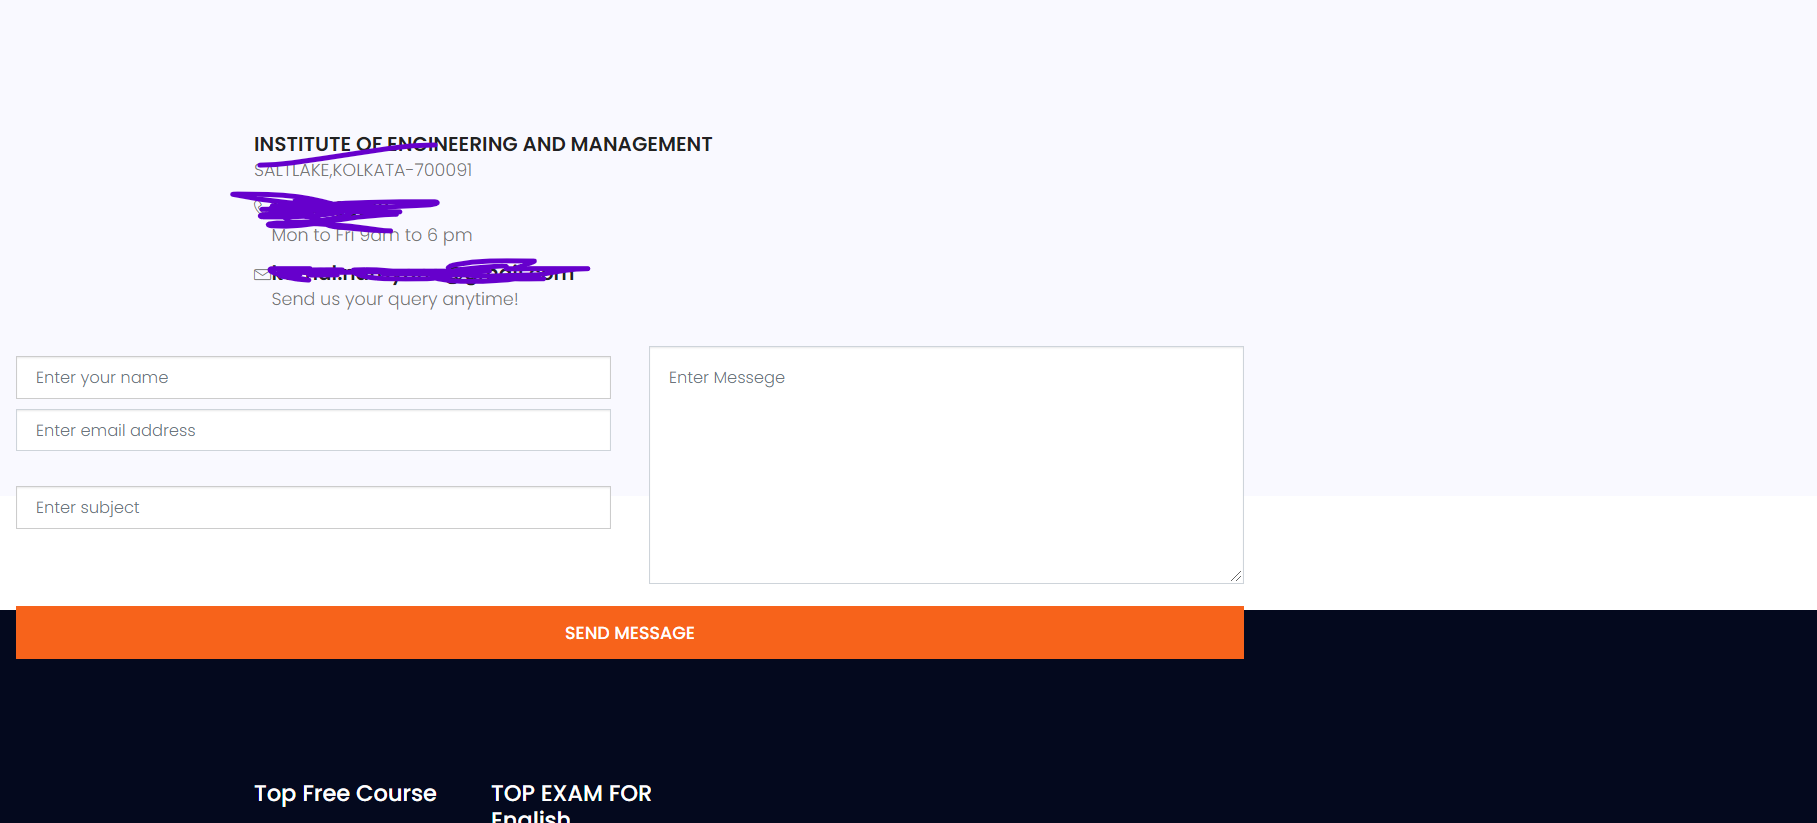 INSTITUTE OF ENGINEERING AND MANAGEMENT
SALTLAKE,KOLKATA-700091
Mon to Fri 9am to 6 pm
Send us your query anytime!
Enter your name
Enter Messege
Enter email address
Enter subject
SEND MESSAGE
Top Free Course
TOP EXAM FOR
English